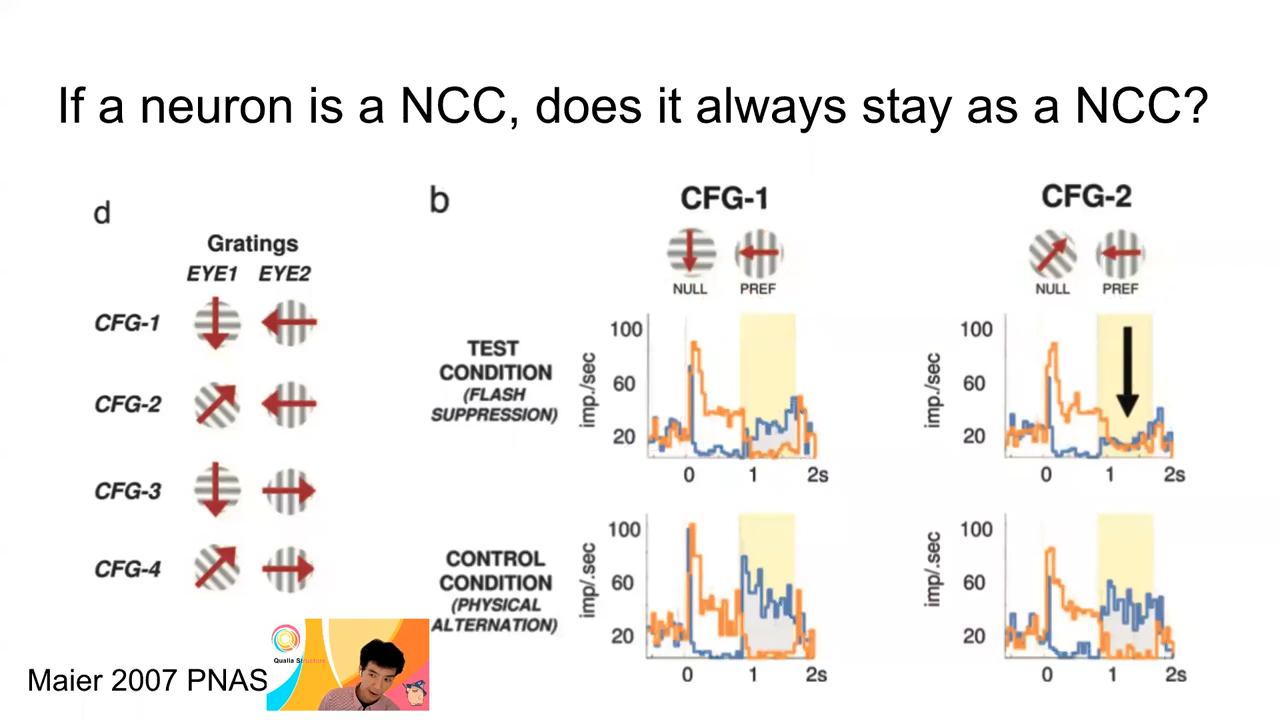 If a neuron is a NCC, does it always stay as a NCC?
d
Gratings
EYE1 EYE2
CFG-1
CFG-2
CFG-3
CFG-4
b
CFG-1
NULL PREF
CFG-2
NULL PREF
TEST
CONDITION
(FLASH
SUPPRESSION)
imp./sec
100
60
20
0 1 2s
imp./sec
100
60
20
0 1 2s
CONTROL
CONDITION
(PHYSICAL
ALTERNATION)
imp/.sec
100
60
20
0 1 2s
imp/.sec
100
60
20
0 1 2s
Qualia Structure
Maier 2007 PNAS